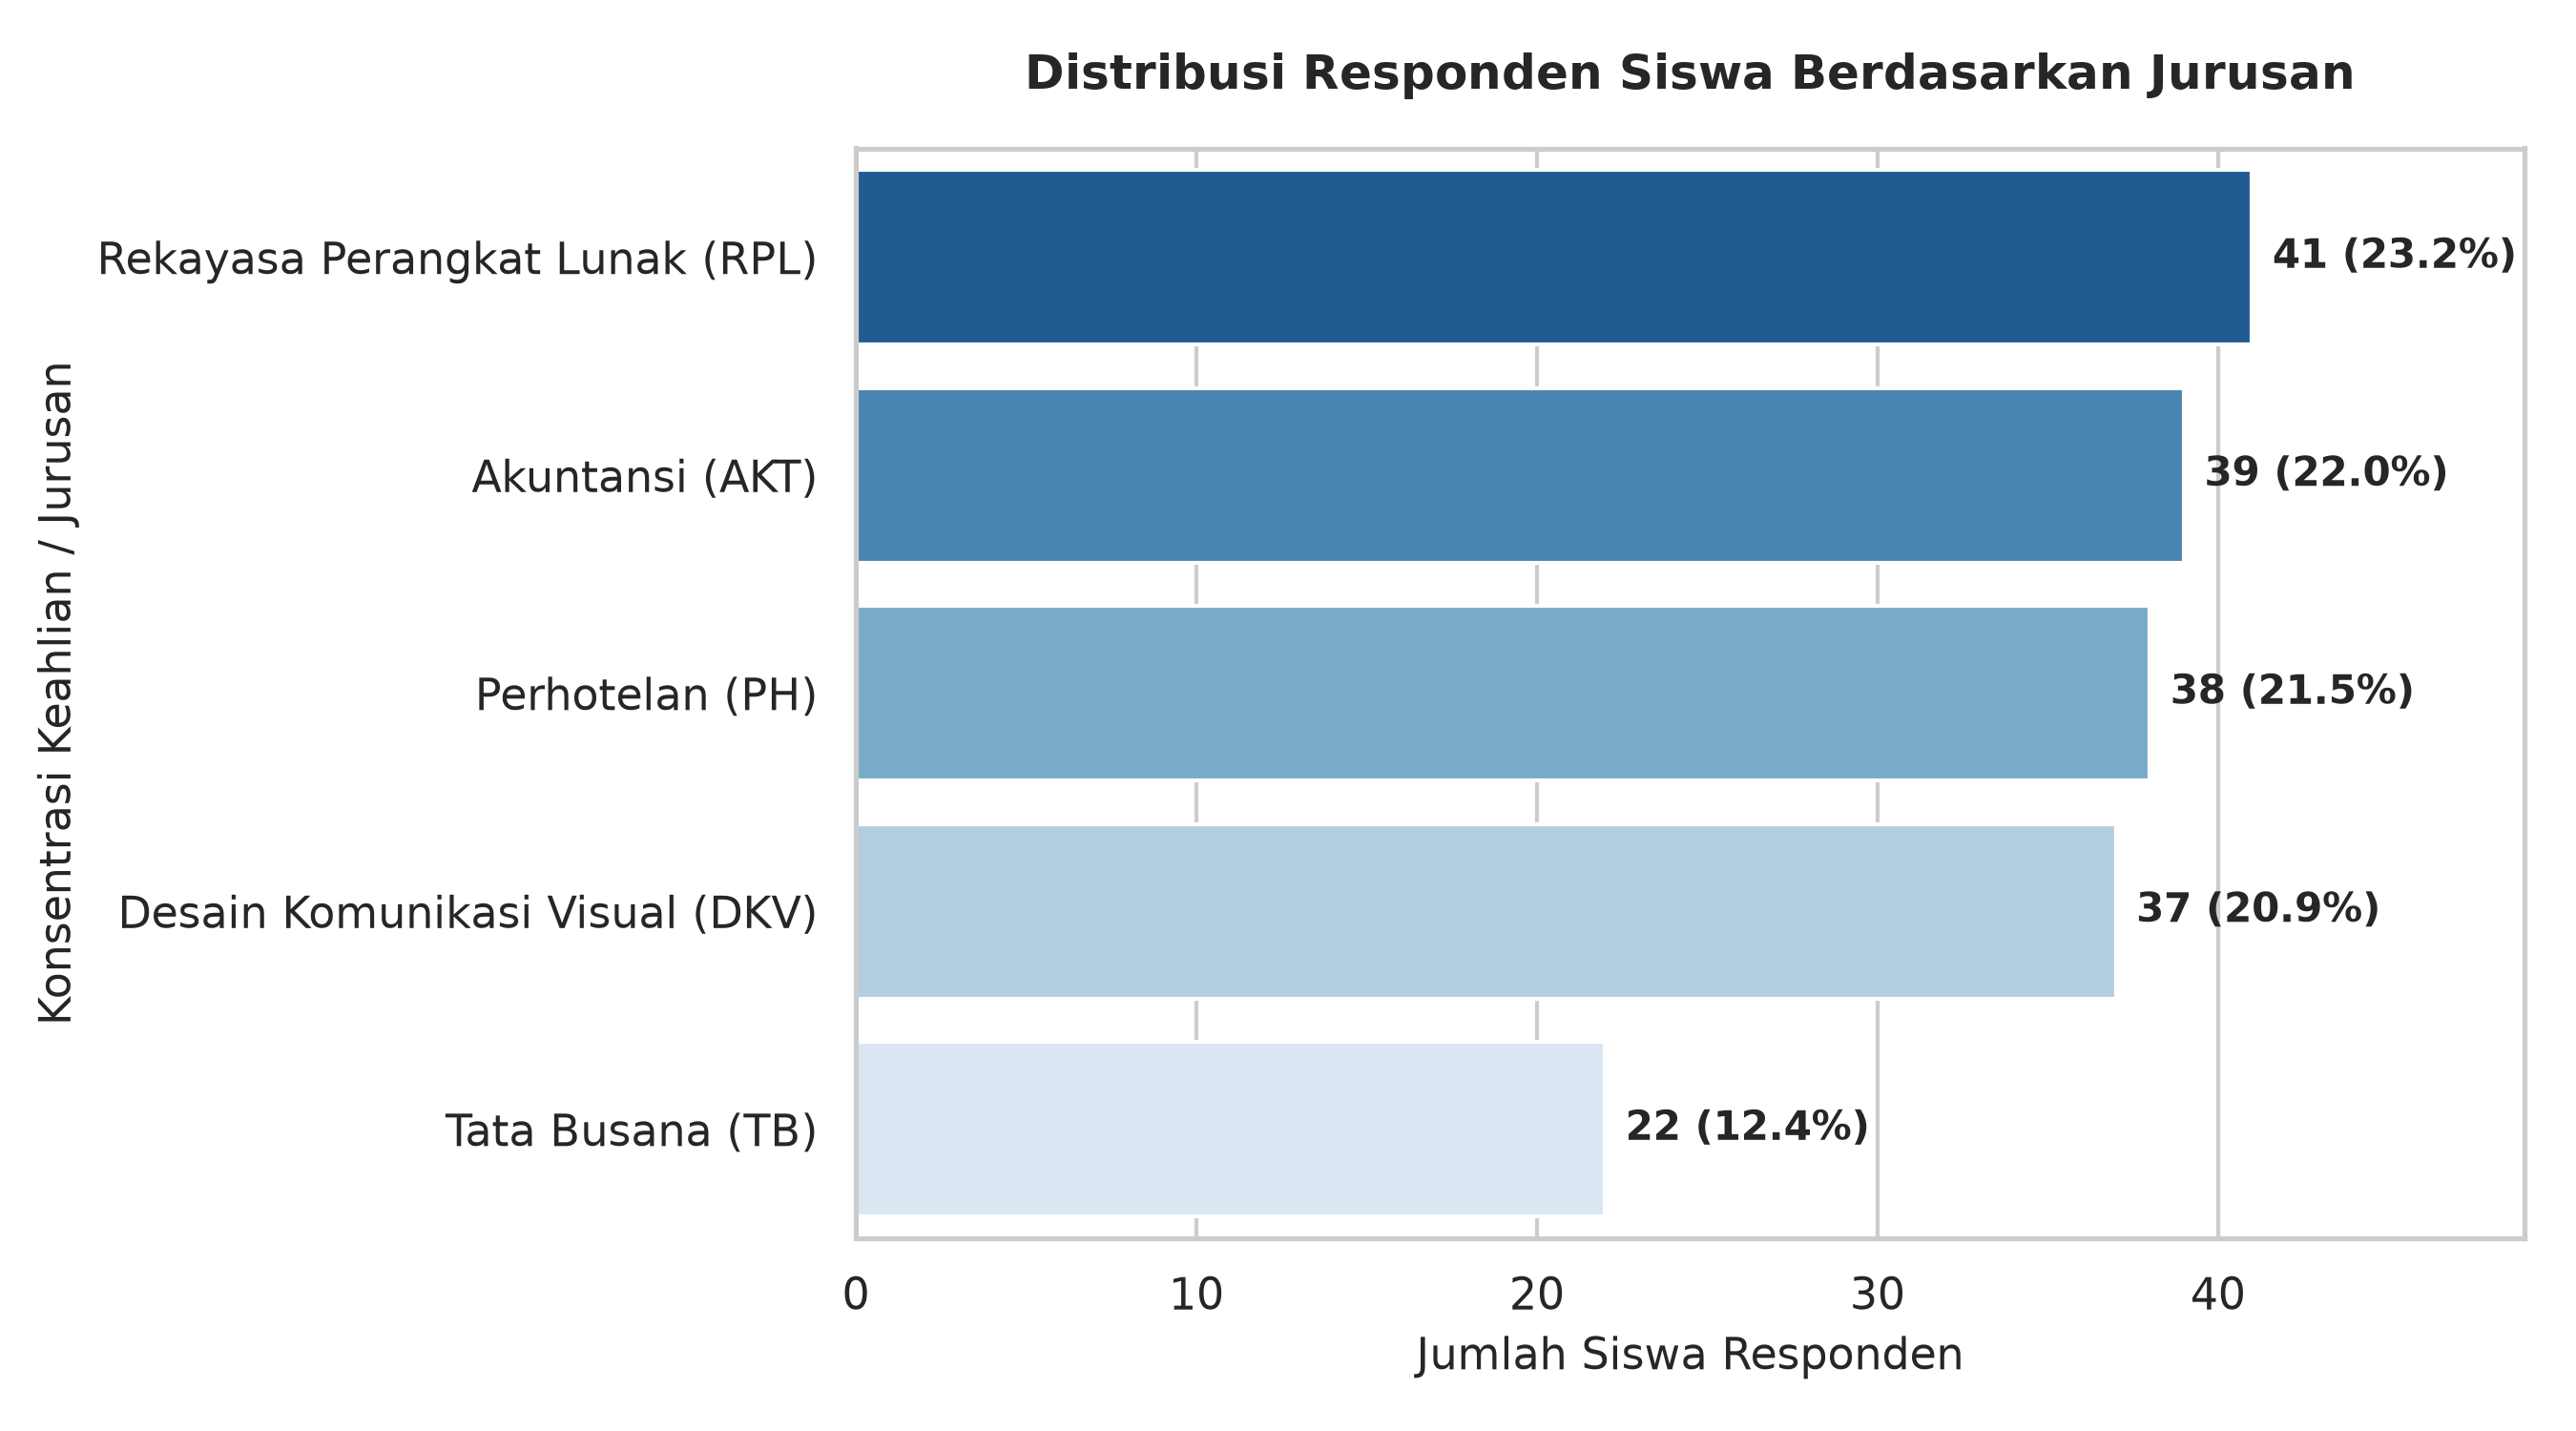 Distribusi Responden Siswa Berdasarkan Jurusan
Konsentrasi Keahlian / Jurusan
Rekayasa Perangkat Lunak (RPL)
41 (23.2%)
Akuntansi (AKT)
39 (22.0%)
Perhotelan (PH)
38 (21.5%)
Desain Komunikasi Visual (DKV)
37 (20.9%)
Tata Busana (TB)
22 (12.4%)
0 10 20 30 40
Jumlah Siswa Responden